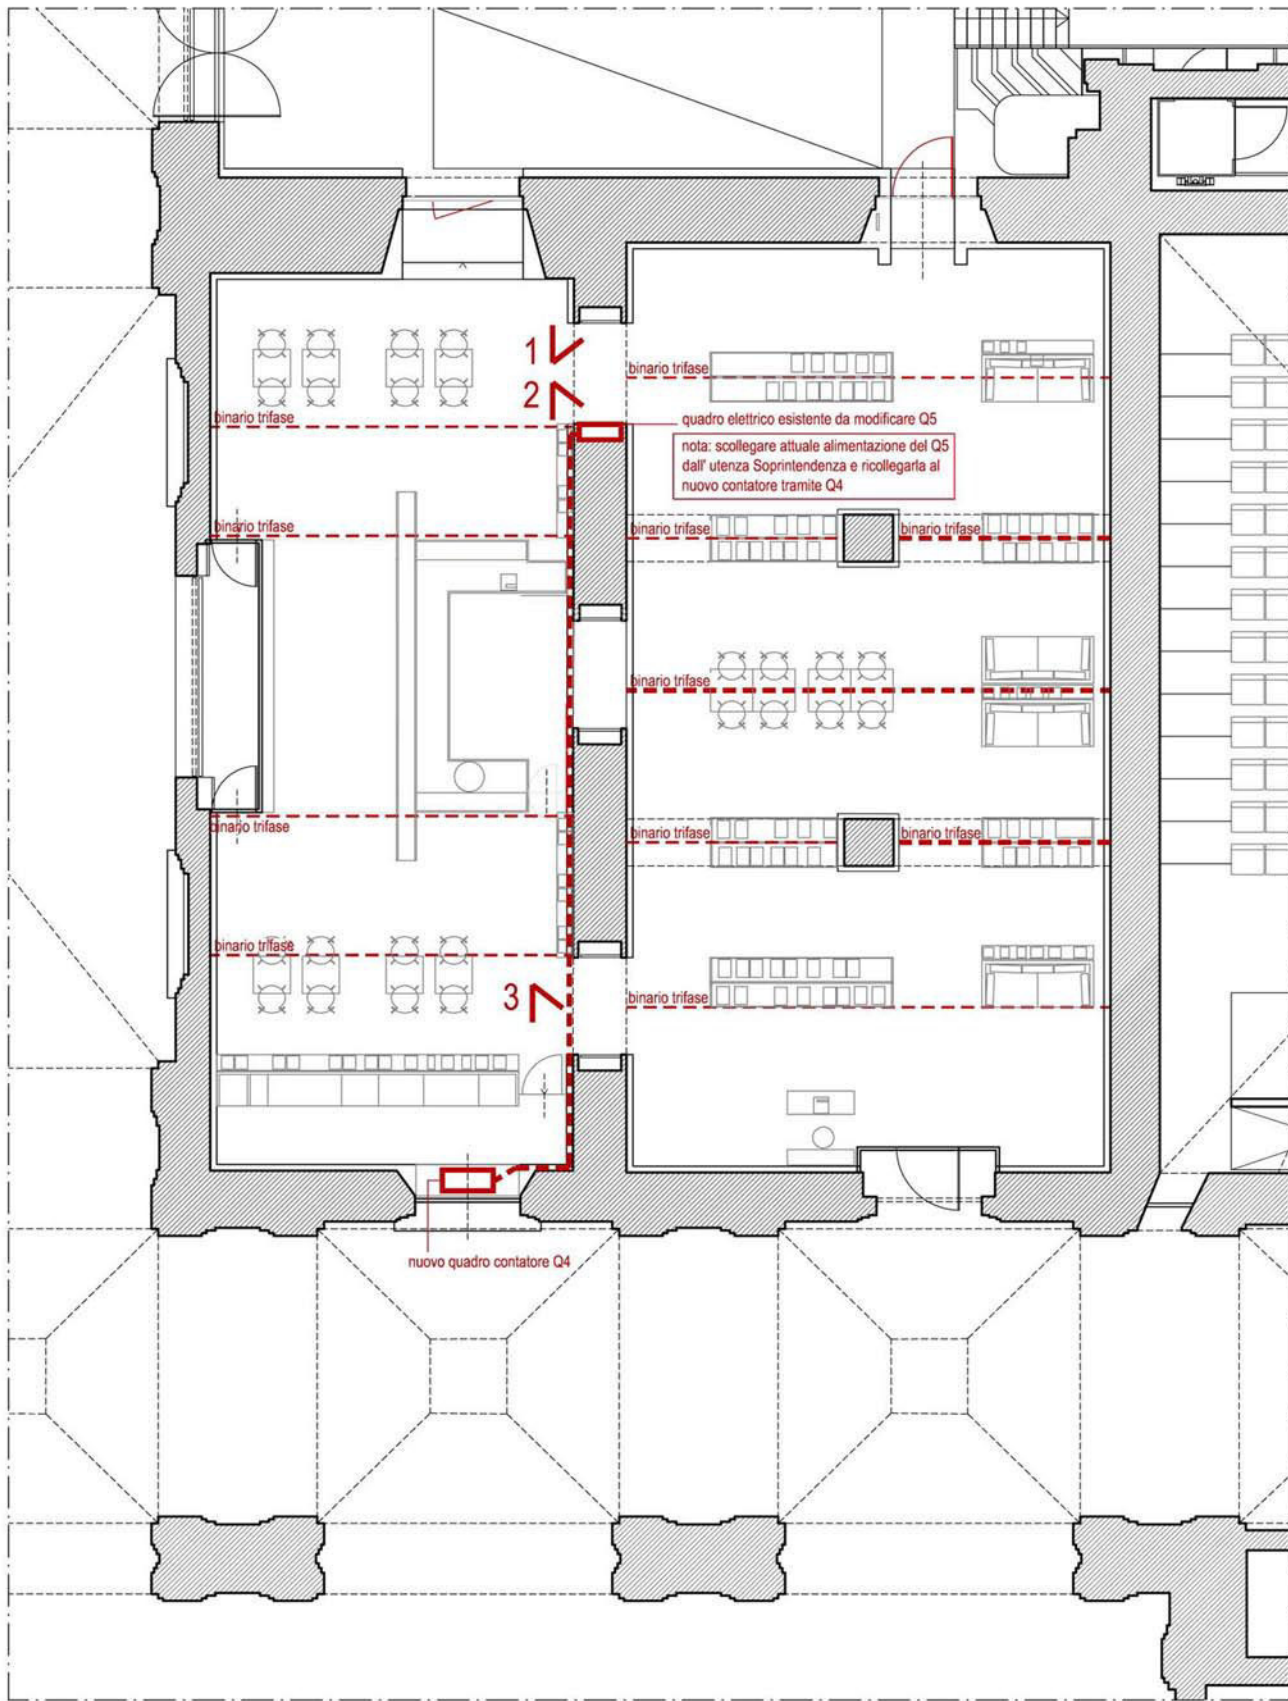 1
binario trifase
2
binario trifase
quadro elettrico esistente da modificare Q5
nota: scollegare attuale alimentazione del Q5
dall' utenza Soprintendenza e ricollegarla al
nuovo contatore tramite Q4
binario trifase
binario trifase
binario trifase
binario trifase
binario trifase
binario trifase
binario trifase
binario trifase
3
binario trifase
nuovo quadro contatore Q4